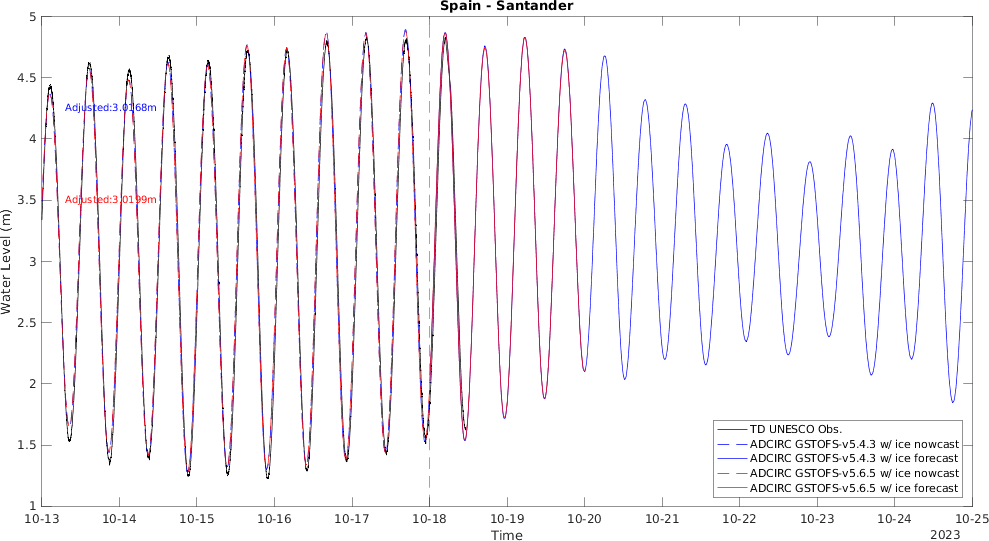 Spain - Santander
5
4.5
4
3.5
3
2.5
2
1.5
1
Water Level (m)
Adjusted:3.0168m
Adjusted:3.0199m
TD UNESCO Obs.
ADCIRC GSTOFS-v5.4.3 w/ ice nowcast
ADCIRC GSTOFS-v5.4.3 w/ ice forecast
ADCIRC GSTOFS-v5.6.5 w/ ice nowcast
ADCIRC GSTOFS-v5.6.5 w/ ice forecast
10-13 10-14 10-15 10-16 10-17 10-18 10-19 10-20 10-21 10-22 10-23 10-24 10-25
Time
2023